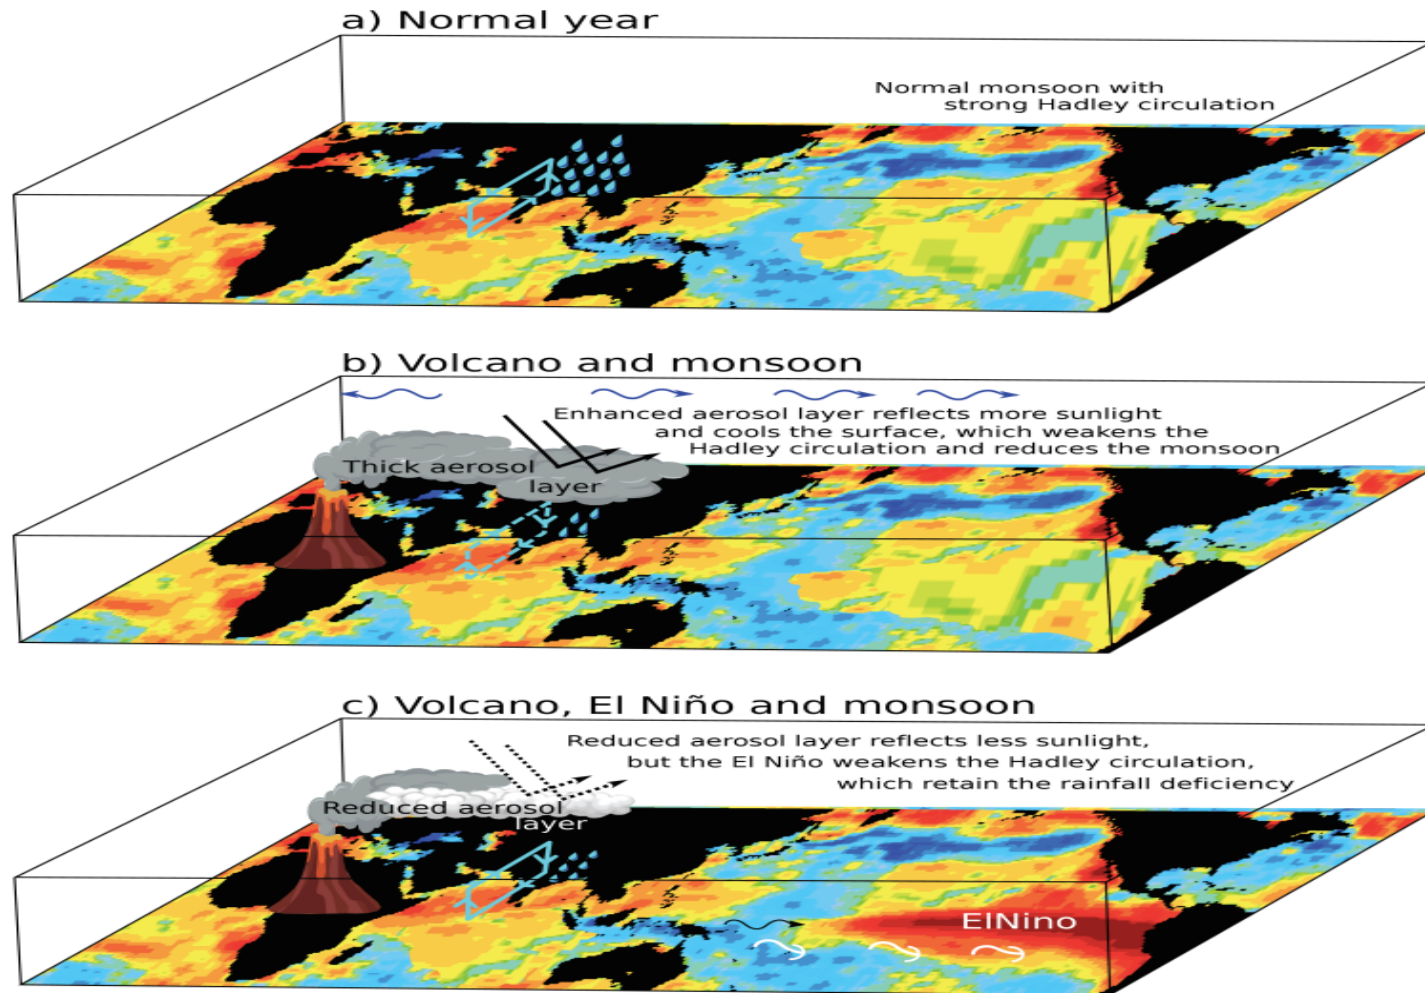 a) Normal year
Normal monsoon with
strong Hadley circulation
b) Volcano and monsoon
Enhanced aerosol layer reflects more sunlight
and cools the surface, which weakens the
Hadley circulation and reduces the monsoon
Thick aerosol
layer
c) Volcano, El Niño and monsoon
Reduced aerosol layer reflects less sunlight,
but the El Niño weakens the Hadley circulation,
which retain the rainfall deficiency
Reduced aerosol
layer
ElNino